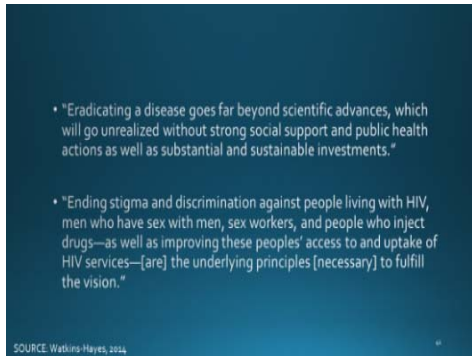 • "Eradicating a disease goes far beyond scientific advances, which
will go unrealized without strong social support and public health
actions as well as substantial and sustainable investments."
• "Ending stigma and discrimination against people living with HIV,
men who have sex with men, sex workers, and people who inject
drugs—as well as improving these peoples' access to and uptake of
HIV services—[are] the underlying principles [necessary] to fulfill
the vision."
SOURCE: Watkins-Hayes, 2014